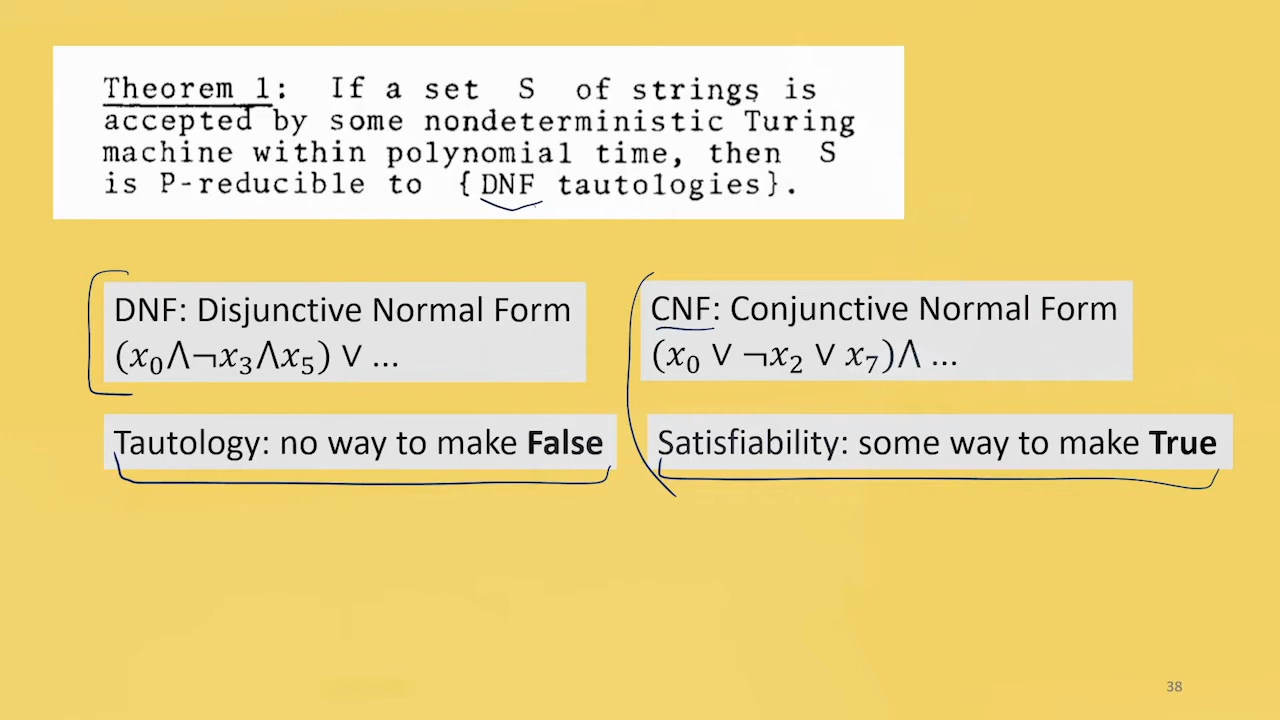 Theorem 1: If a set S of strings is
accepted by some nondeterministic Turing
machine within polynomial time, then S
is P-reducible to {DNF tautologies}.
DNF: Disjunctive Normal Form
(x₀⋀¬x₃⋀x₅) ∨ ...
Tautology: no way to make False
CNF: Conjunctive Normal Form
(x₀ ∨ ¬x₂ ∨ x₇)⋀ ...
Satisfiability: some way to make True
38